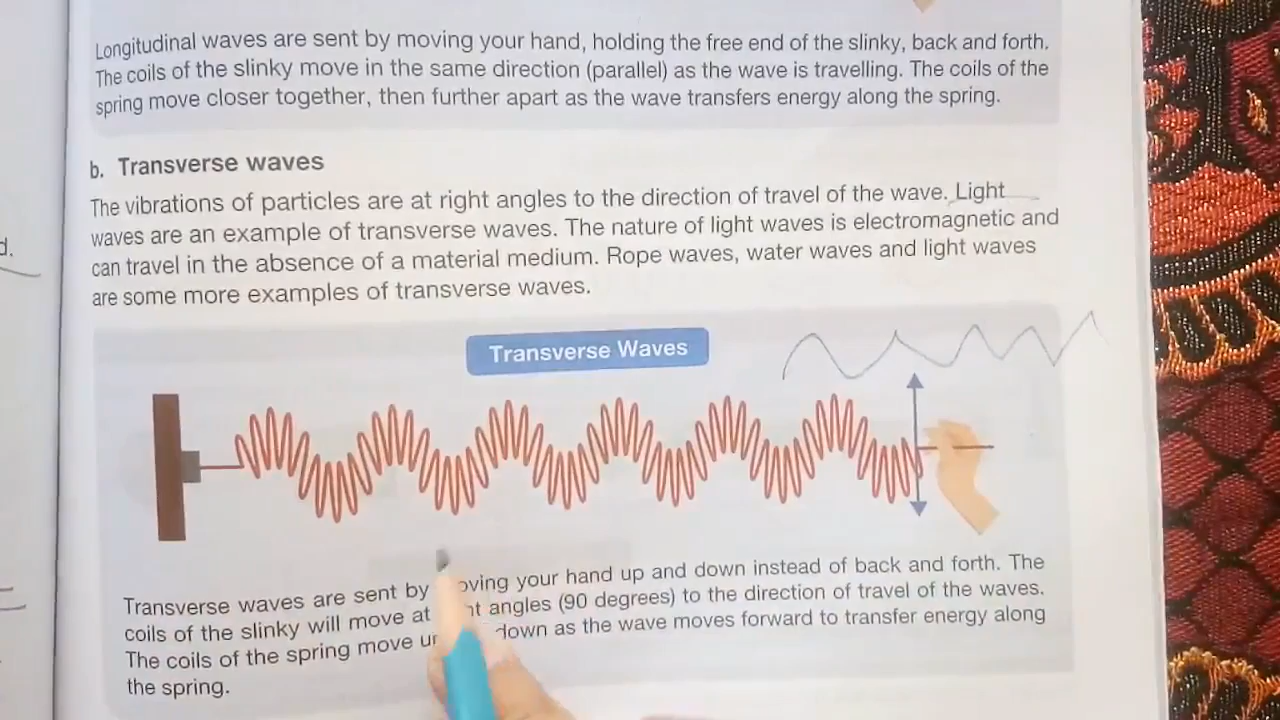 Longitudinal waves are sent by moving your hand, holding the free end of the slinky, back and forth.
The coils of the slinky move in the same direction (parallel) as the wave is travelling. The coils of the
spring move closer together, then further apart as the wave transfers energy along the spring.
b. Transverse waves
The vibrations of particles are at right angles to the direction of travel of the wave. Light
waves are an example of transverse waves. The nature of light waves is electromagnetic and
can travel in the absence of a material medium. Rope waves, water waves and light waves
are some more examples of transverse waves.
d.
Transverse Waves
Transverse waves are sent by oving your hand up and down instead of back and forth. The
coils of the slinky will move at angles (90 degrees) to the direction of travel of the waves.
The coils of the spring move down as the wave moves forward to transfer energy along
the spring.